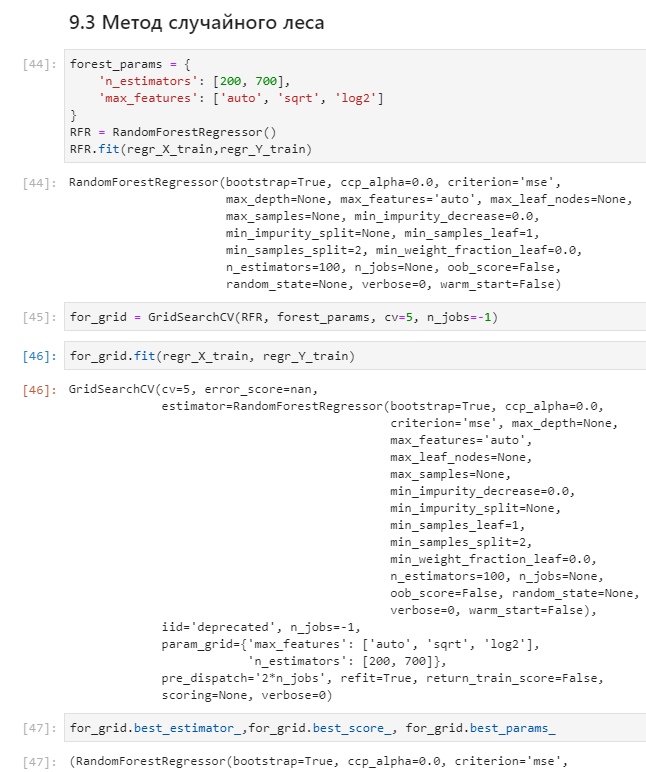 9.3 Метод случайного леса
[44]: forest_params = {
    'n_estimators': [200, 700],
    'max_features': ['auto', 'sqrt', 'log2']
}
RFR = RandomForestRegressor()
RFR.fit(regr_X_train,regr_Y_train)
[44]: RandomForestRegressor(bootstrap=True, ccp_alpha=0.0, criterion='mse',
                      max_depth=None, max_features='auto', max_leaf_nodes=None,
                      max_samples=None, min_impurity_decrease=0.0,
                      min_impurity_split=None, min_samples_leaf=1,
                      min_samples_split=2, min_weight_fraction_leaf=0.0,
                      n_estimators=100, n_jobs=None, oob_score=False,
                      random_state=None, verbose=0, warm_start=False)
[45]: for_grid = GridSearchCV(RFR, forest_params, cv=5, n_jobs=-1)
[46]: for_grid.fit(regr_X_train, regr_Y_train)
[46]: GridSearchCV(cv=5, error_score=nan,
             estimator=RandomForestRegressor(bootstrap=True, ccp_alpha=0.0,
                                             criterion='mse', max_depth=None,
                                             max_features='auto',
                                             max_leaf_nodes=None,
                                             max_samples=None,
                                             min_impurity_decrease=0.0,
                                             min_impurity_split=None,
                                             min_samples_leaf=1,
                                             min_samples_split=2,
                                             min_weight_fraction_leaf=0.0,
                                             n_estimators=100, n_jobs=None,
                                             oob_score=False, random_state=None,
                                             verbose=0, warm_start=False),
             iid='deprecated', n_jobs=-1,
             param_grid={'max_features': ['auto', 'sqrt', 'log2'],
                         'n_estimators': [200, 700]},
             pre_dispatch='2*n_jobs', refit=True, return_train_score=False,
             scoring=None, verbose=0)
[47]: for_grid.best_estimator_,for_grid.best_score_, for_grid.best_params_
[47]: (RandomForestRegressor(bootstrap=True, ccp_alpha=0.0, criterion='mse',